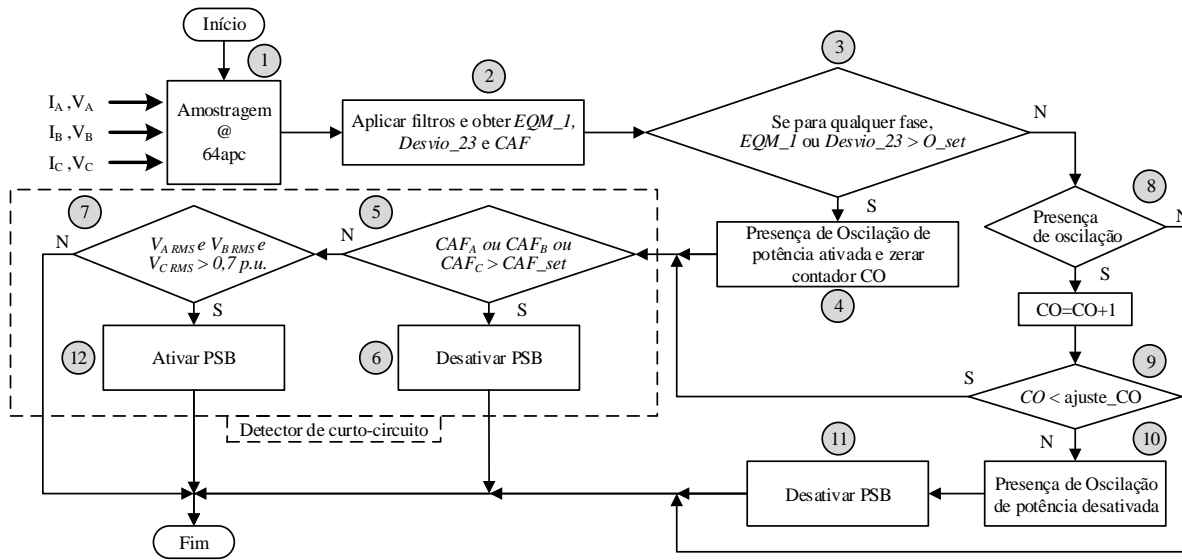 Início
1
I_A ,V_A
I_B ,V_B
I_C ,V_C
Amostragem
@
64apc
2
Aplicar filtros e obter EQM_1,
Desvio_23 e CAF
3
Se para qualquer fase,
EQM_1 ou Desvio_23 > O_set
N
S
8
Presença
de oscilação
N
S
CO=CO+1
9
CO < ajuste_CO
S
N
10
Presença de Oscilação
de potência desativada
11
Desativar PSB
Presença de Oscilação de
potência ativada e zerar
contador CO
4
5
CAF_A ou CAF_B ou
CAF_C > CAF_set
N
S
6
Desativar PSB
7
V_A RMS e V_B RMS e
V_C RMS > 0,7 p.u.
N
S
12
Ativar PSB
Detector de curto-circuito
Fim